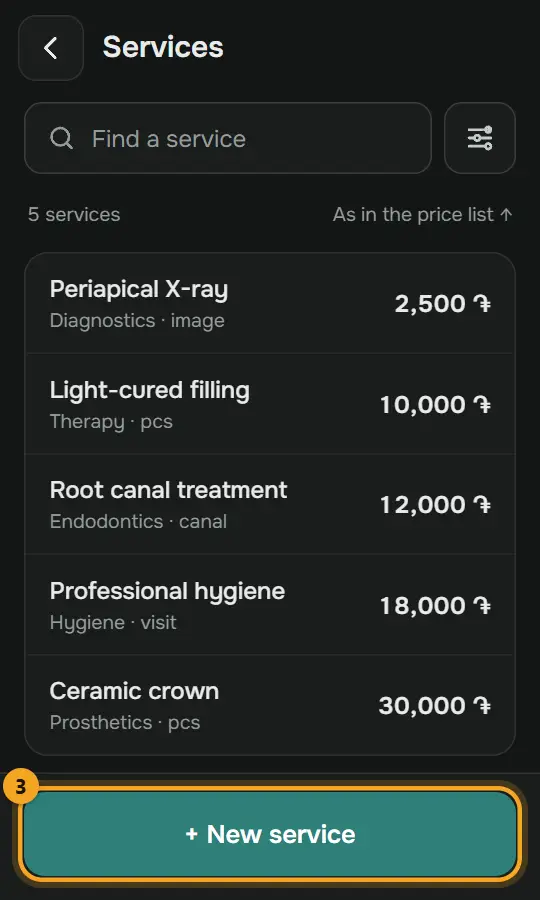 Services
Find a service
5 services
As in the price list ↑
Periapical X-ray
2,500 ֏
Diagnostics · image
Light-cured filling
10,000 ֏
Therapy · pcs
Root canal treatment
12,000 ֏
Endodontics · canal
Professional hygiene
18,000 ֏
Hygiene · visit
Ceramic crown
30,000 ֏
Prosthetics · pcs
3
+ New service